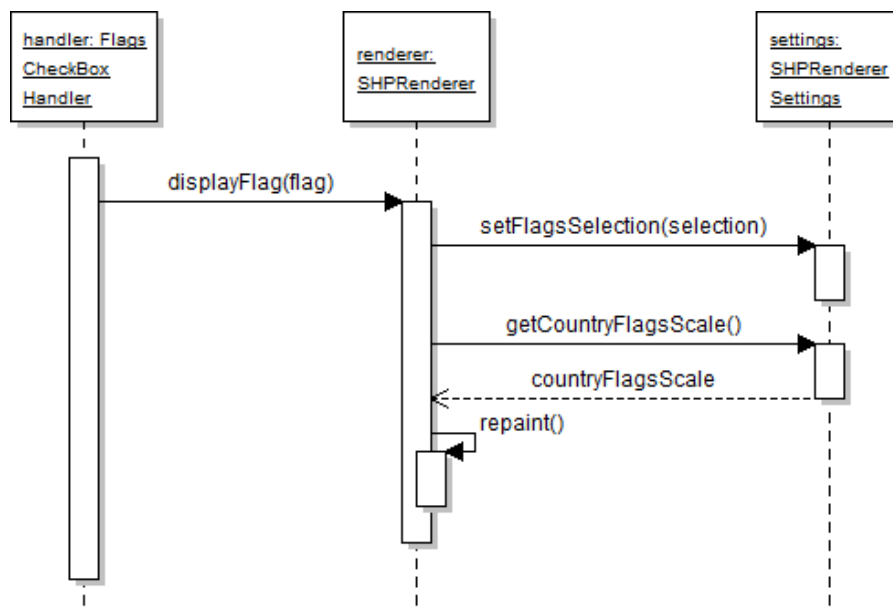 handler: Flags
CheckBox
Handler
renderer:
SHPRenderer
settings:
SHPRenderer
Settings
displayFlag(flag)
setFlagsSelection(selection)
getCountryFlagsScale()
countryFlagsScale
repaint()